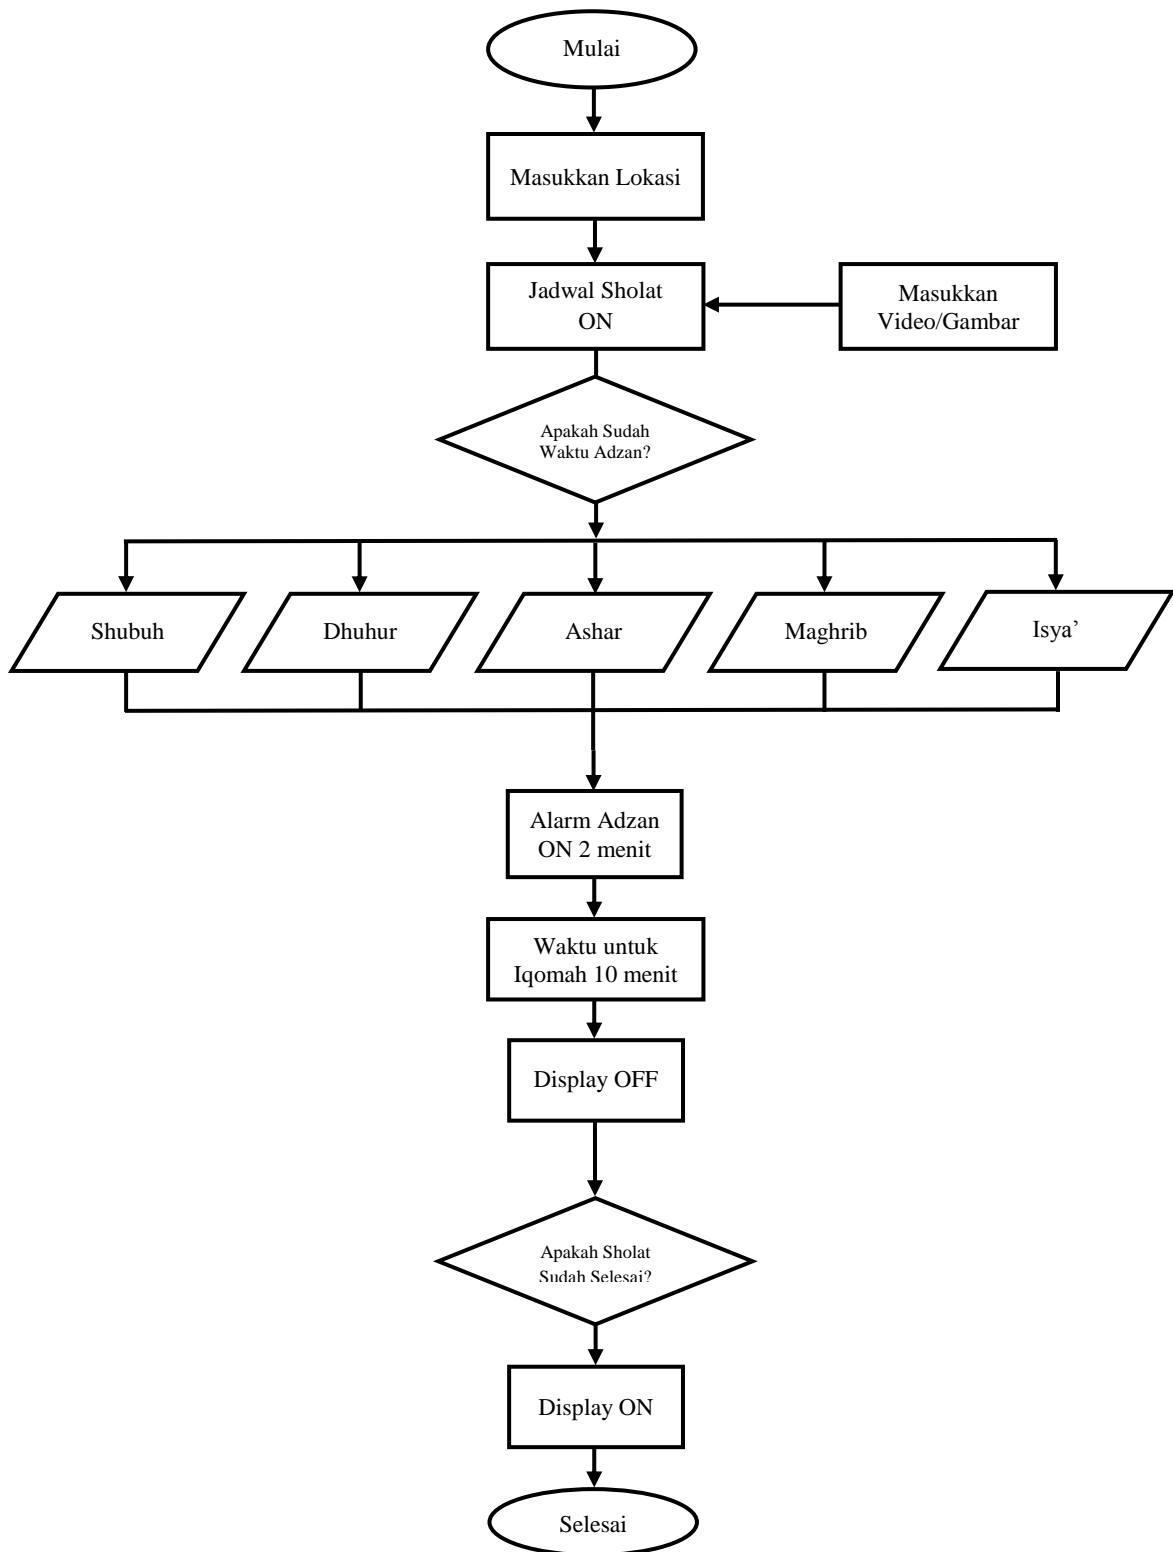 Mulai
Masukkan Lokasi
Jadwal Sholat
ON
Masukkan
Video/Gambar
Apakah Sudah
Waktu Adzan?
Shubuh
Dhuhur
Ashar
Maghrib
Isya’
Alarm Adzan
ON 2 menit
Waktu untuk
Iqomah 10 menit
Display OFF
Apakah Sholat
Sudah Selesai?
Display ON
Selesai